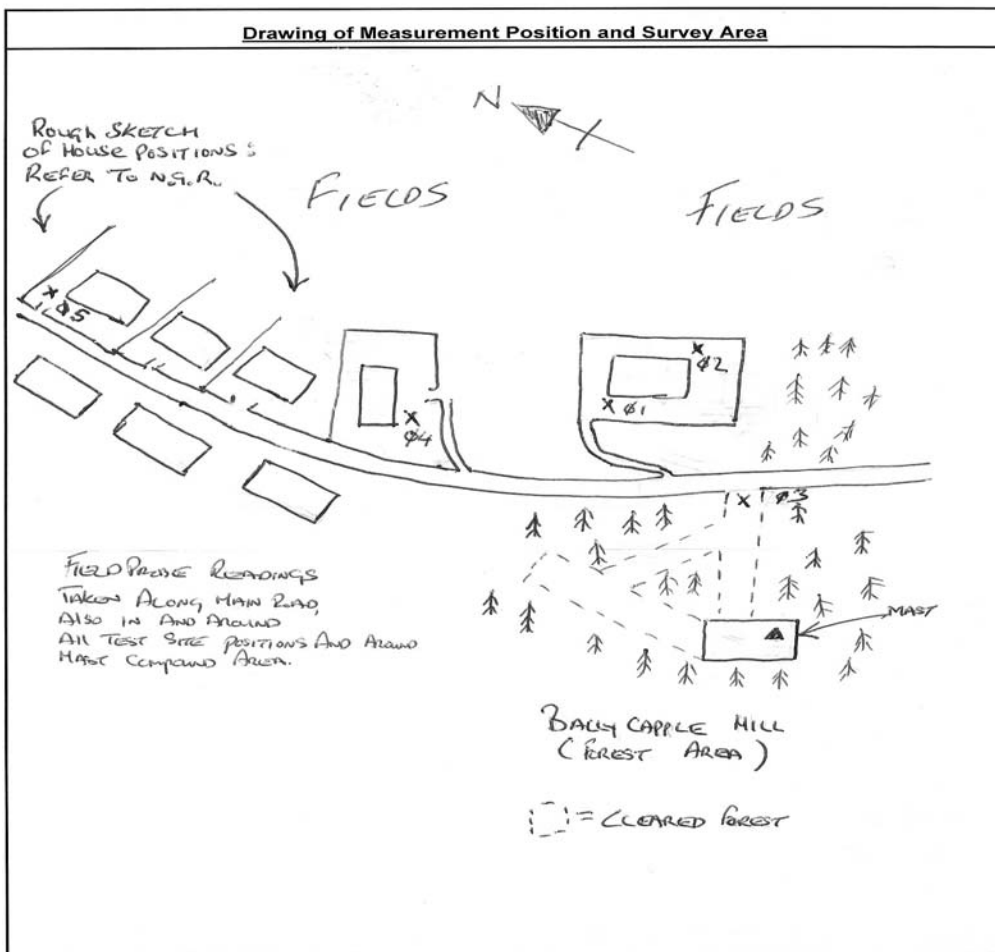 Drawing of Measurement Position and Survey Area
N
ROUGH SKETCH
OF HOUSE POSITIONS :
REFER TO N.G.R.
FIELDS
FIELDS
x ø5
x ø2
x ø1
x ø4
x ø3
FIELD PROBE READINGS
TAKEN ALONG MAIN ROAD,
ALSO IN AND AROUND
ALL TEST SITE POSITIONS AND AROUND
MAST COMPOUND AREA.
MAST
BALLYCAPPLE HILL
(FOREST AREA)
= CLEARED FOREST